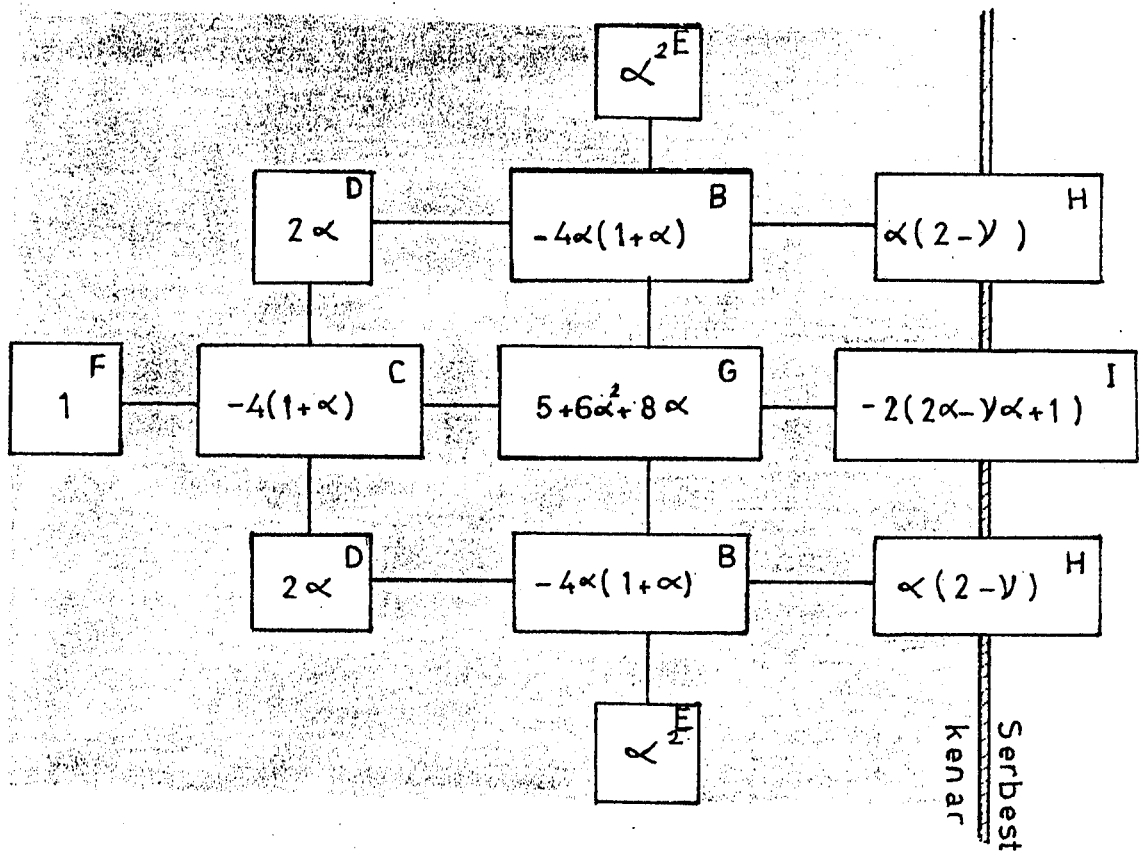 E
α²
D
2α
B
-4α(1+α)
H
α(2-ν)
F
1
C
-4(1+α)
G
5+6α²+8α
I
-2(2α-να+1)
D
2α
B
-4α(1+α)
H
α(2-ν)
E
α²
Serbest
kenar